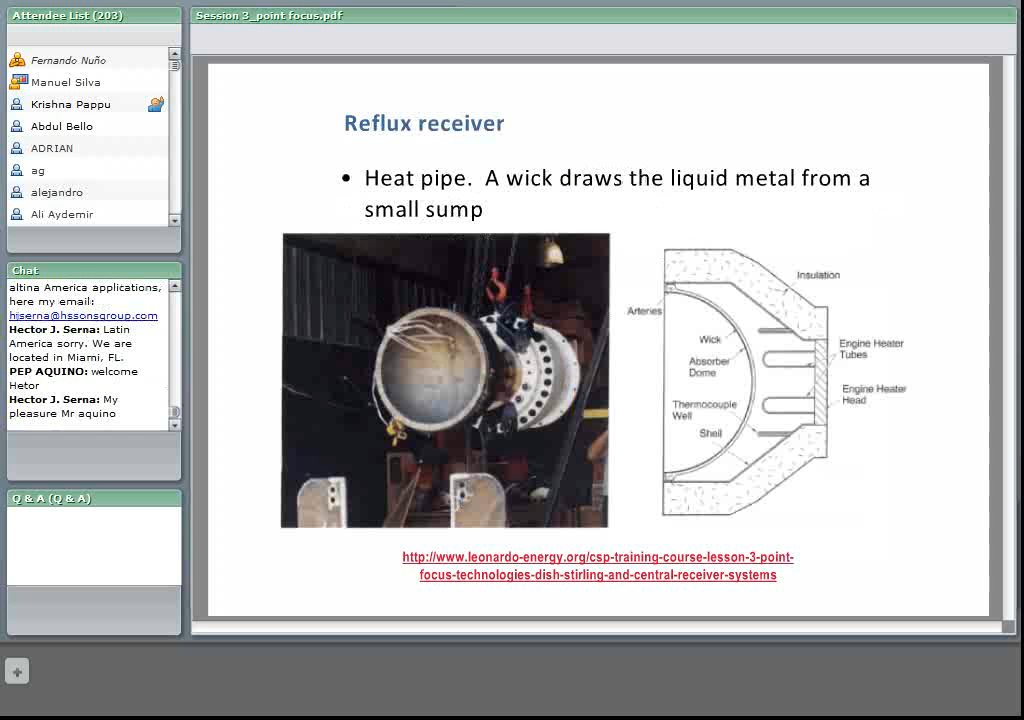 Attendee List (203)
Fernando Nuño
Manuel Silva
Krishna Pappu
Abdul Bello
ADRIAN
ag
alejandro
Ali Aydemir
Chat
altina America applications,
here my email:
hjserna@hssonsgroup.com
Hector J. Serna: Latin
America sorry. We are
located in Miami, FL.
PEP AQUINO: welcome
Hetor
Hector J. Serna: My
pleasure Mr aquino
Q & A (Q & A)
Session 3_point focus.pdf
Reflux receiver
• Heat pipe. A wick draws the liquid metal from a
small sump
Insulation
Arteries
Wick
Absorber
Dome
Thermocouple
Well
Shell
Engine Heater
Tubes
Engine Heater
Head
http://www.leonardo-energy.org/csp-training-course-lesson-3-point-
focus-technologies-dish-stirling-and-central-receiver-systems